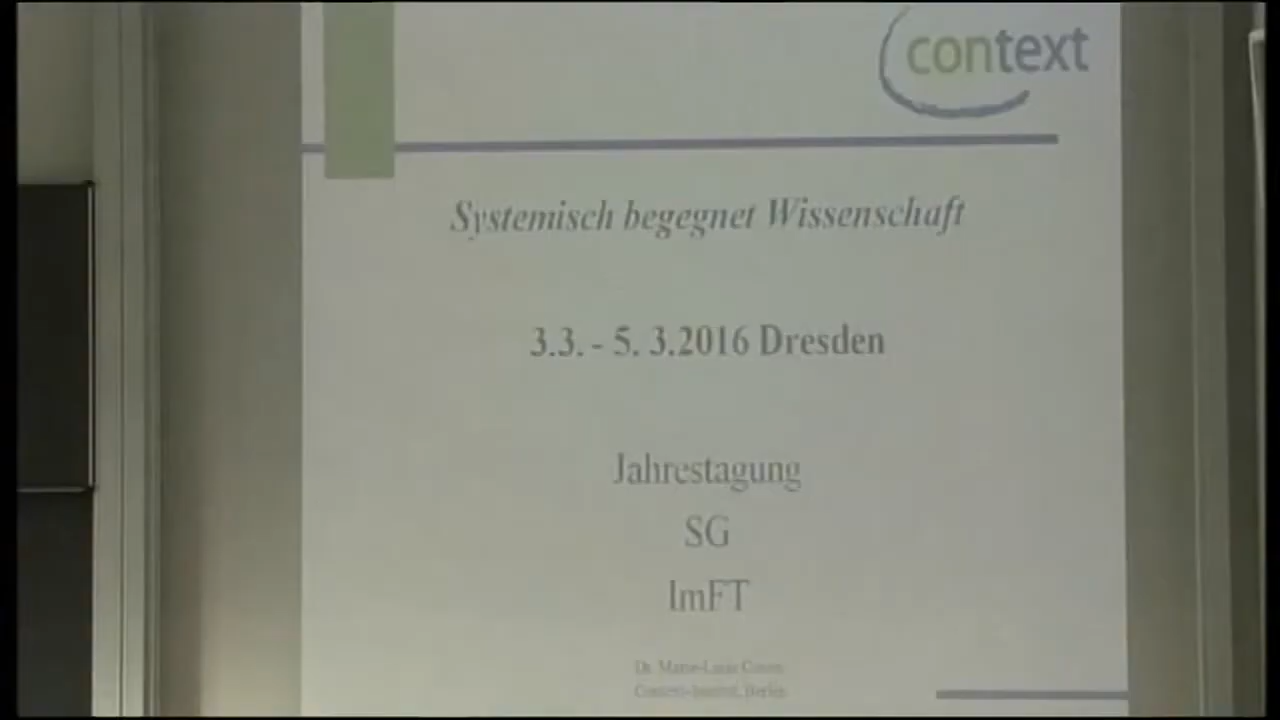 context
Systemisch begegnet Wissenschaft
3.3. - 5. 3.2016 Dresden
Jahrestagung
SG
ImFT
Dr. Marie-Luise
Context-Institut, Berlin